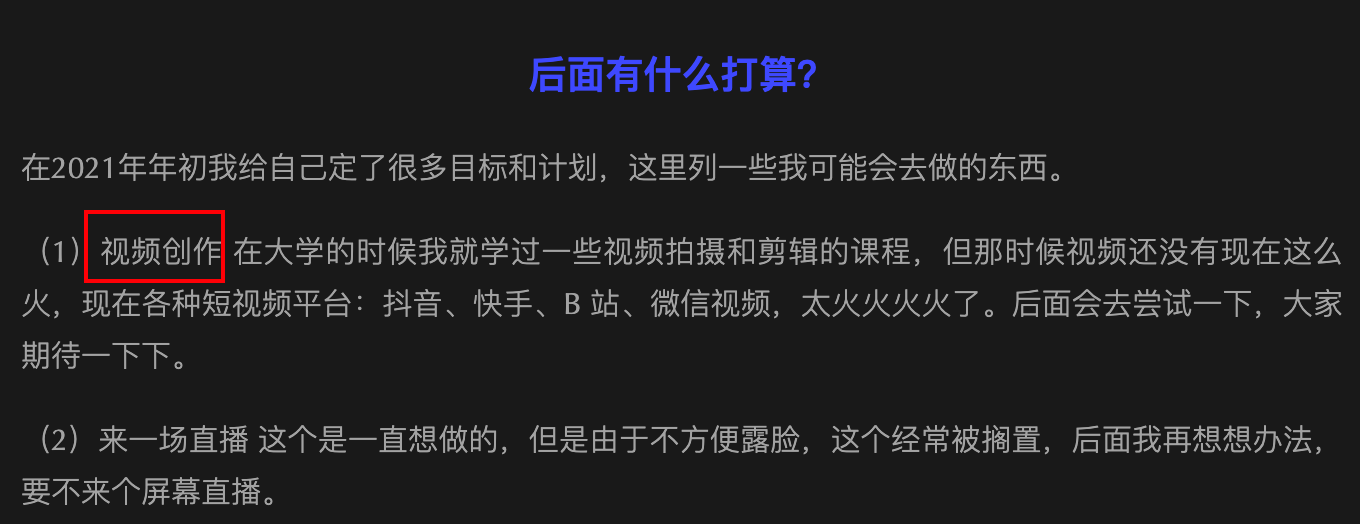 后面有什么打算?
在2021年年初我给自己定了很多目标和计划，这里列一些我可能会去做的东西。
（1）视频创作 在大学的时候我就学过一些视频拍摄和剪辑的课程，但那时候视频还没有现在这么
火，现在各种短视频平台：抖音、快手、B 站、微信视频，太火火火火了。后面会去尝试一下，大家
期待一下下。
（2）来一场直播 这个是一直想做的，但是由于不方便露脸，这个经常被搁置，后面我再想想办法，
要不来个屏幕直播。